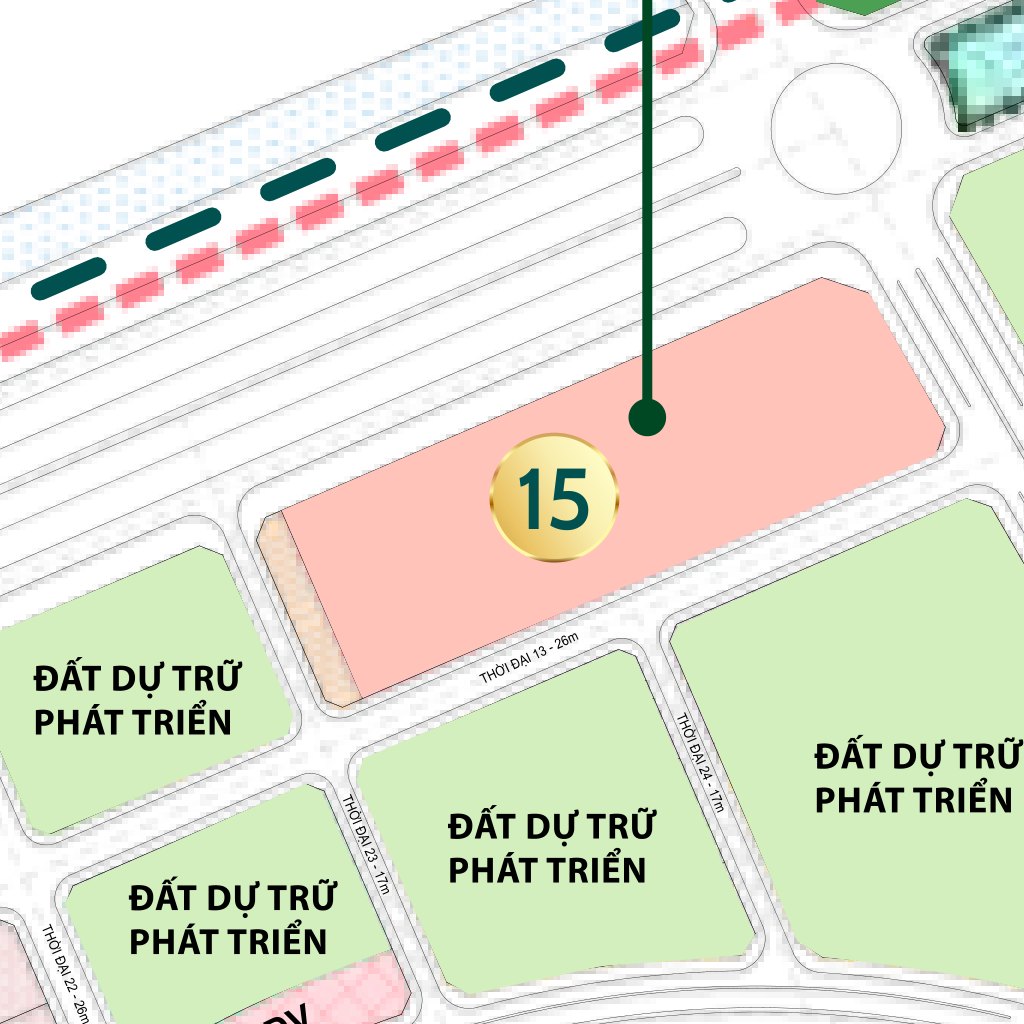 15
THỜI ĐẠI 13 - 26m
ĐẤT DỰ TRỮ
PHÁT TRIỂN
THỜI ĐẠI 24 - 17m
ĐẤT DỰ TRỮ
PHÁT TRIỂN
THỜI ĐẠI 23 - 17m
ĐẤT DỰ TRỮ
PHÁT TRIỂN
ĐẤT DỰ TRỮ
PHÁT TRIỂN
THỜI ĐẠI 22 - 26m